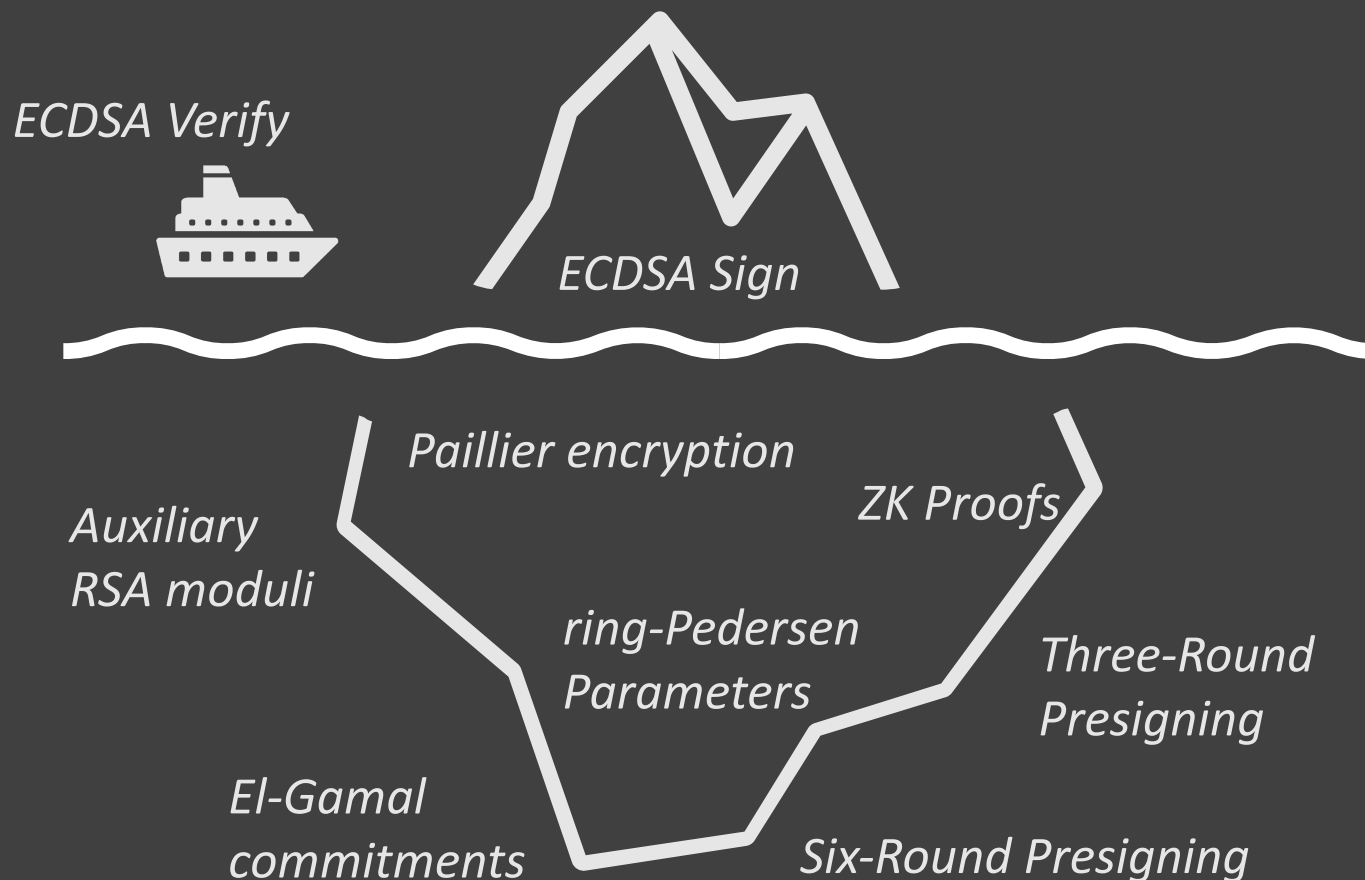 ECDSA Verify
ECDSA Sign
Paillier encryption
ZK Proofs
Auxiliary
RSA moduli
ring-Pedersen
Parameters
Three-Round
Presigning
El-Gamal
commitments
Six-Round Presigning